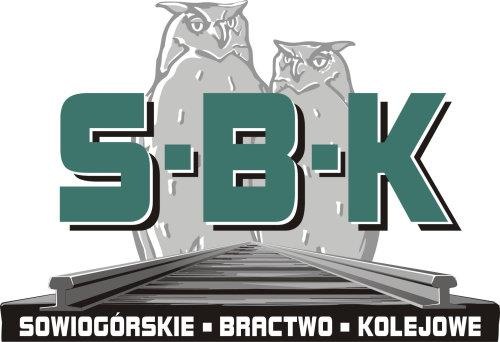 S·B·K
SOWIOGÓRSKIE ▪ BRACTWO ▪ KOLEJOWE